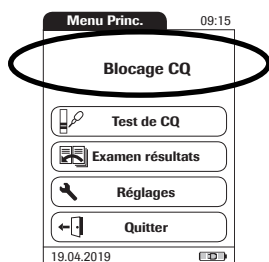 Menu Princ. 09:15
Blocage CQ
Test de CQ
Examen résultats
Réglages
Quitter
19.04.2019